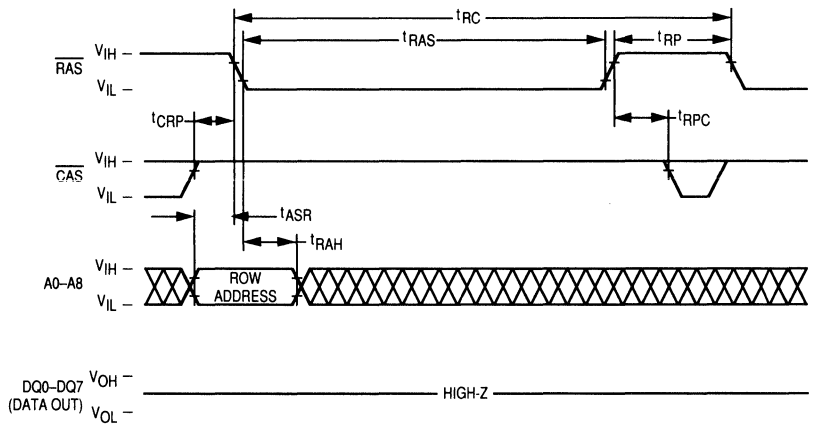 tRC
tRAS
tRP
RAS
VIH
VIL
tCRP
tRPC
CAS
VIH
VIL
tASR
tRAH
A0–A8
VIH
VIL
ROW
ADDRESS
DQ0–DQ7
(DATA OUT)
VOH
VOL
HIGH-Z